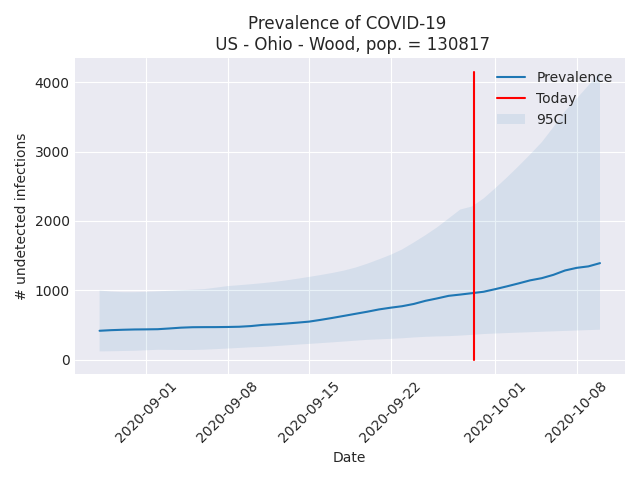 Prevalence of COVID-19
US - Ohio - Wood, pop. = 130817
Prevalence
Today
95CI
# undetected infections
4000
3000
2000
1000
0
2020-09-01
2020-09-08
2020-09-15
2020-09-22
2020-10-01
2020-10-08
Date